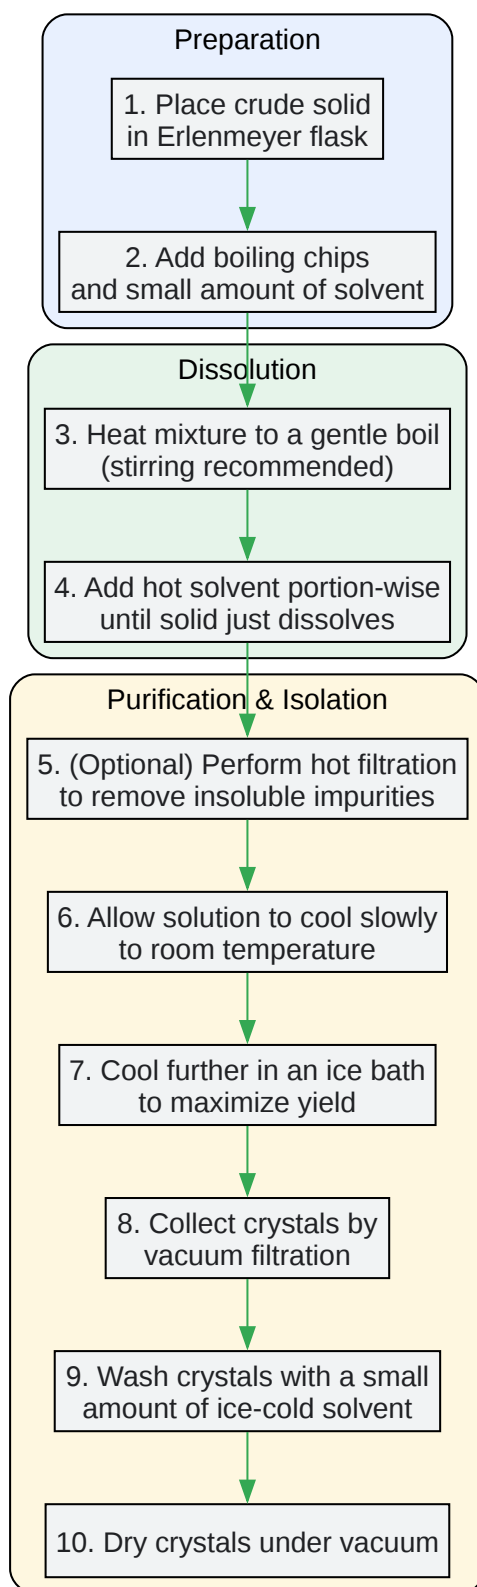 Preparation
1. Place crude solid
in Erlenmeyer flask
2. Add boiling chips
and small amount of solvent
Dissolution
3. Heat mixture to a gentle boil
(stirring recommended)
4. Add hot solvent portion-wise
until solid just dissolves
Purification & Isolation
5. (Optional) Perform hot filtration
to remove insoluble impurities
6. Allow solution to cool slowly
to room temperature
7. Cool further in an ice bath
to maximize yield
8. Collect crystals by
vacuum filtration
9. Wash crystals with a small
amount of ice-cold solvent
10. Dry crystals under vacuum